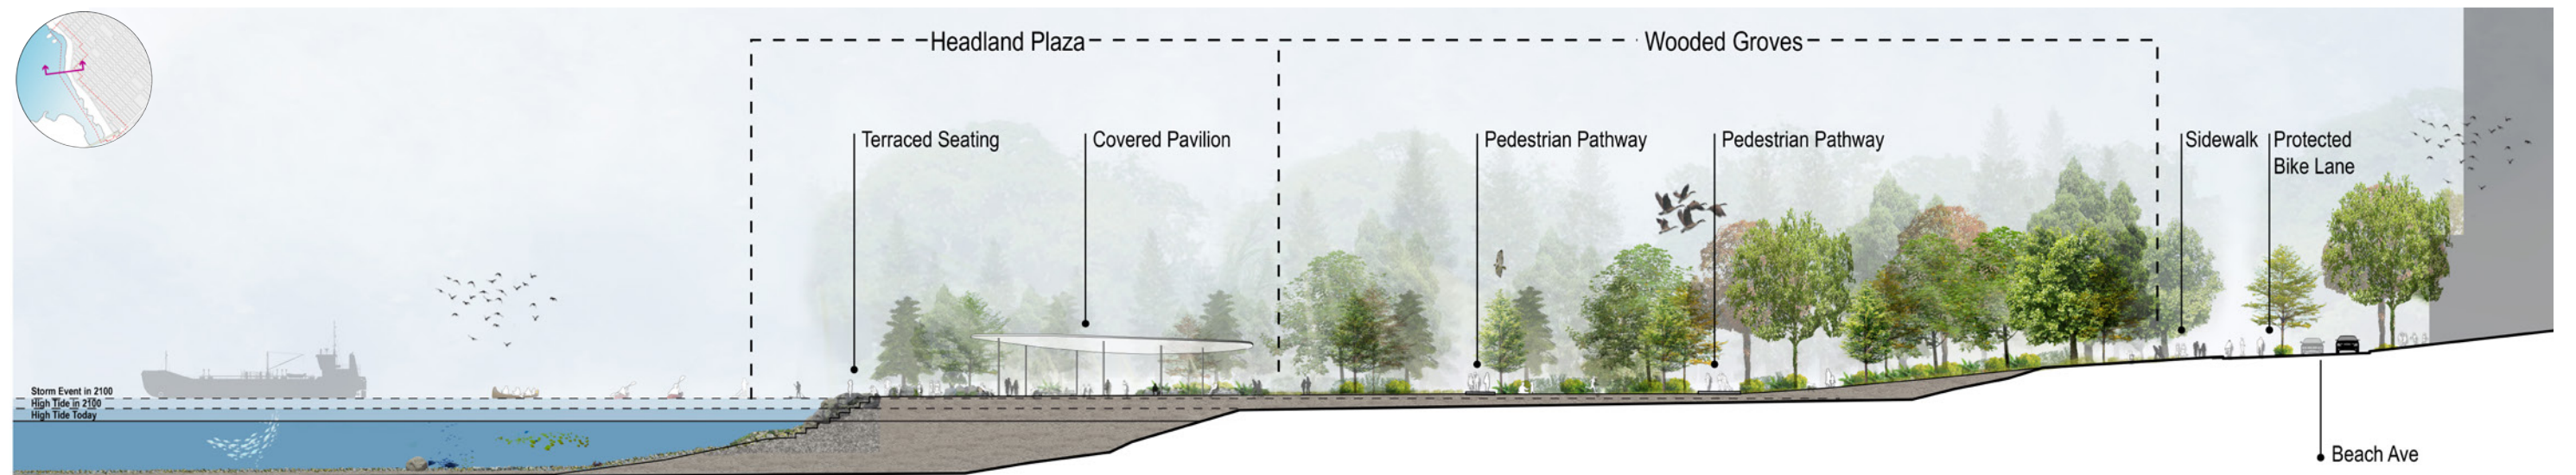 Headland Plaza
Wooded Groves
Terraced Seating
Covered Pavilion
Pedestrian Pathway
Pedestrian Pathway
Sidewalk
Protected
Bike Lane
Storm Event in 2100
High Tide in 2100
High Tide Today
Beach Ave